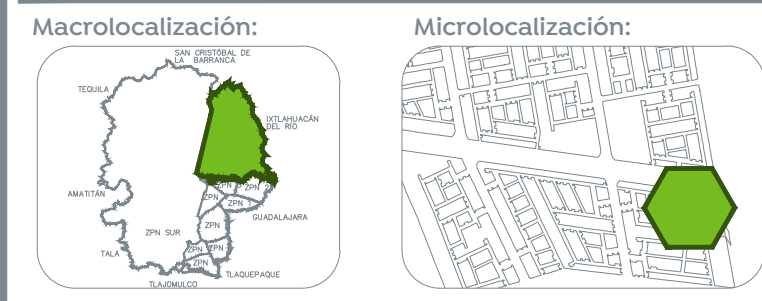 Macrolocalización:
Microlocalización:
SAN CRISTÓBAL DE
LA BARRANCA
TEQUILA
IXTLAHUACÁN
DEL RÍO
AMATITÁN
ZPN
ZPN
ZPN
ZPN
GUADALAJARA
ZPN SUR
ZPN
TALA
ZPN
ZPN
ZPN
TLAQUEPAQUE
TLAJOMULCO